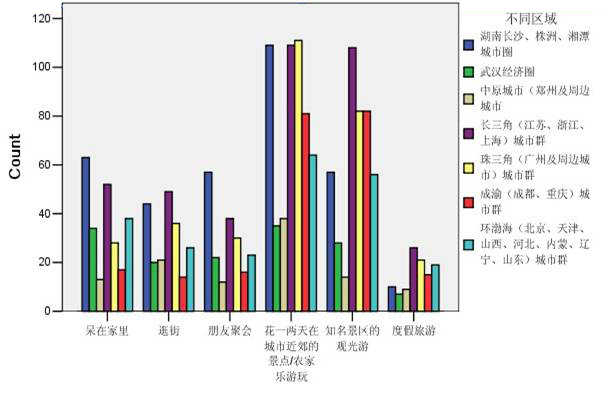 120
100
80
60
40
20
0
Count
呆在家里
逛街
朋友聚会
花一两天在
城市近郊的
景点/农家
乐游玩
知名景区的
观光游
度假旅游
不同区域
湖南长沙、株洲、湘潭
城市圈
武汉经济圈
中原城市（郑州及周边
城市
长三角（江苏、浙江、
上海）城市群
珠三角（广州及周边城
市）城市群
成渝（成都、重庆）城
市群
环渤海（北京、天津、
山西、河北、内蒙、辽
宁、山东）城市群